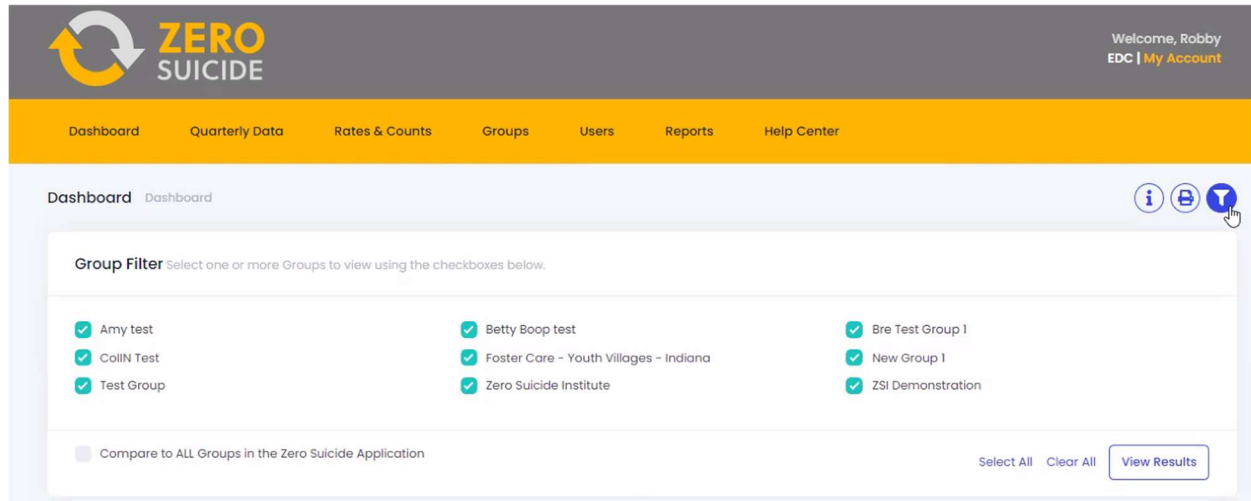 ZERO
SUICIDE
Welcome, Robby
EDC | My Account
Dashboard Quarterly Data Rates & Counts Groups Users Reports Help Center
Dashboard Dashboard
Group Filter Select one or more Groups to view using the checkboxes below.
Amy test Betty Boop test Bre Test Group 1
CoIIN Test Foster Care - Youth Villages - Indiana New Group 1
Test Group Zero Suicide Institute ZSI Demonstration
Compare to ALL Groups in the Zero Suicide Application
Select All Clear All View Results